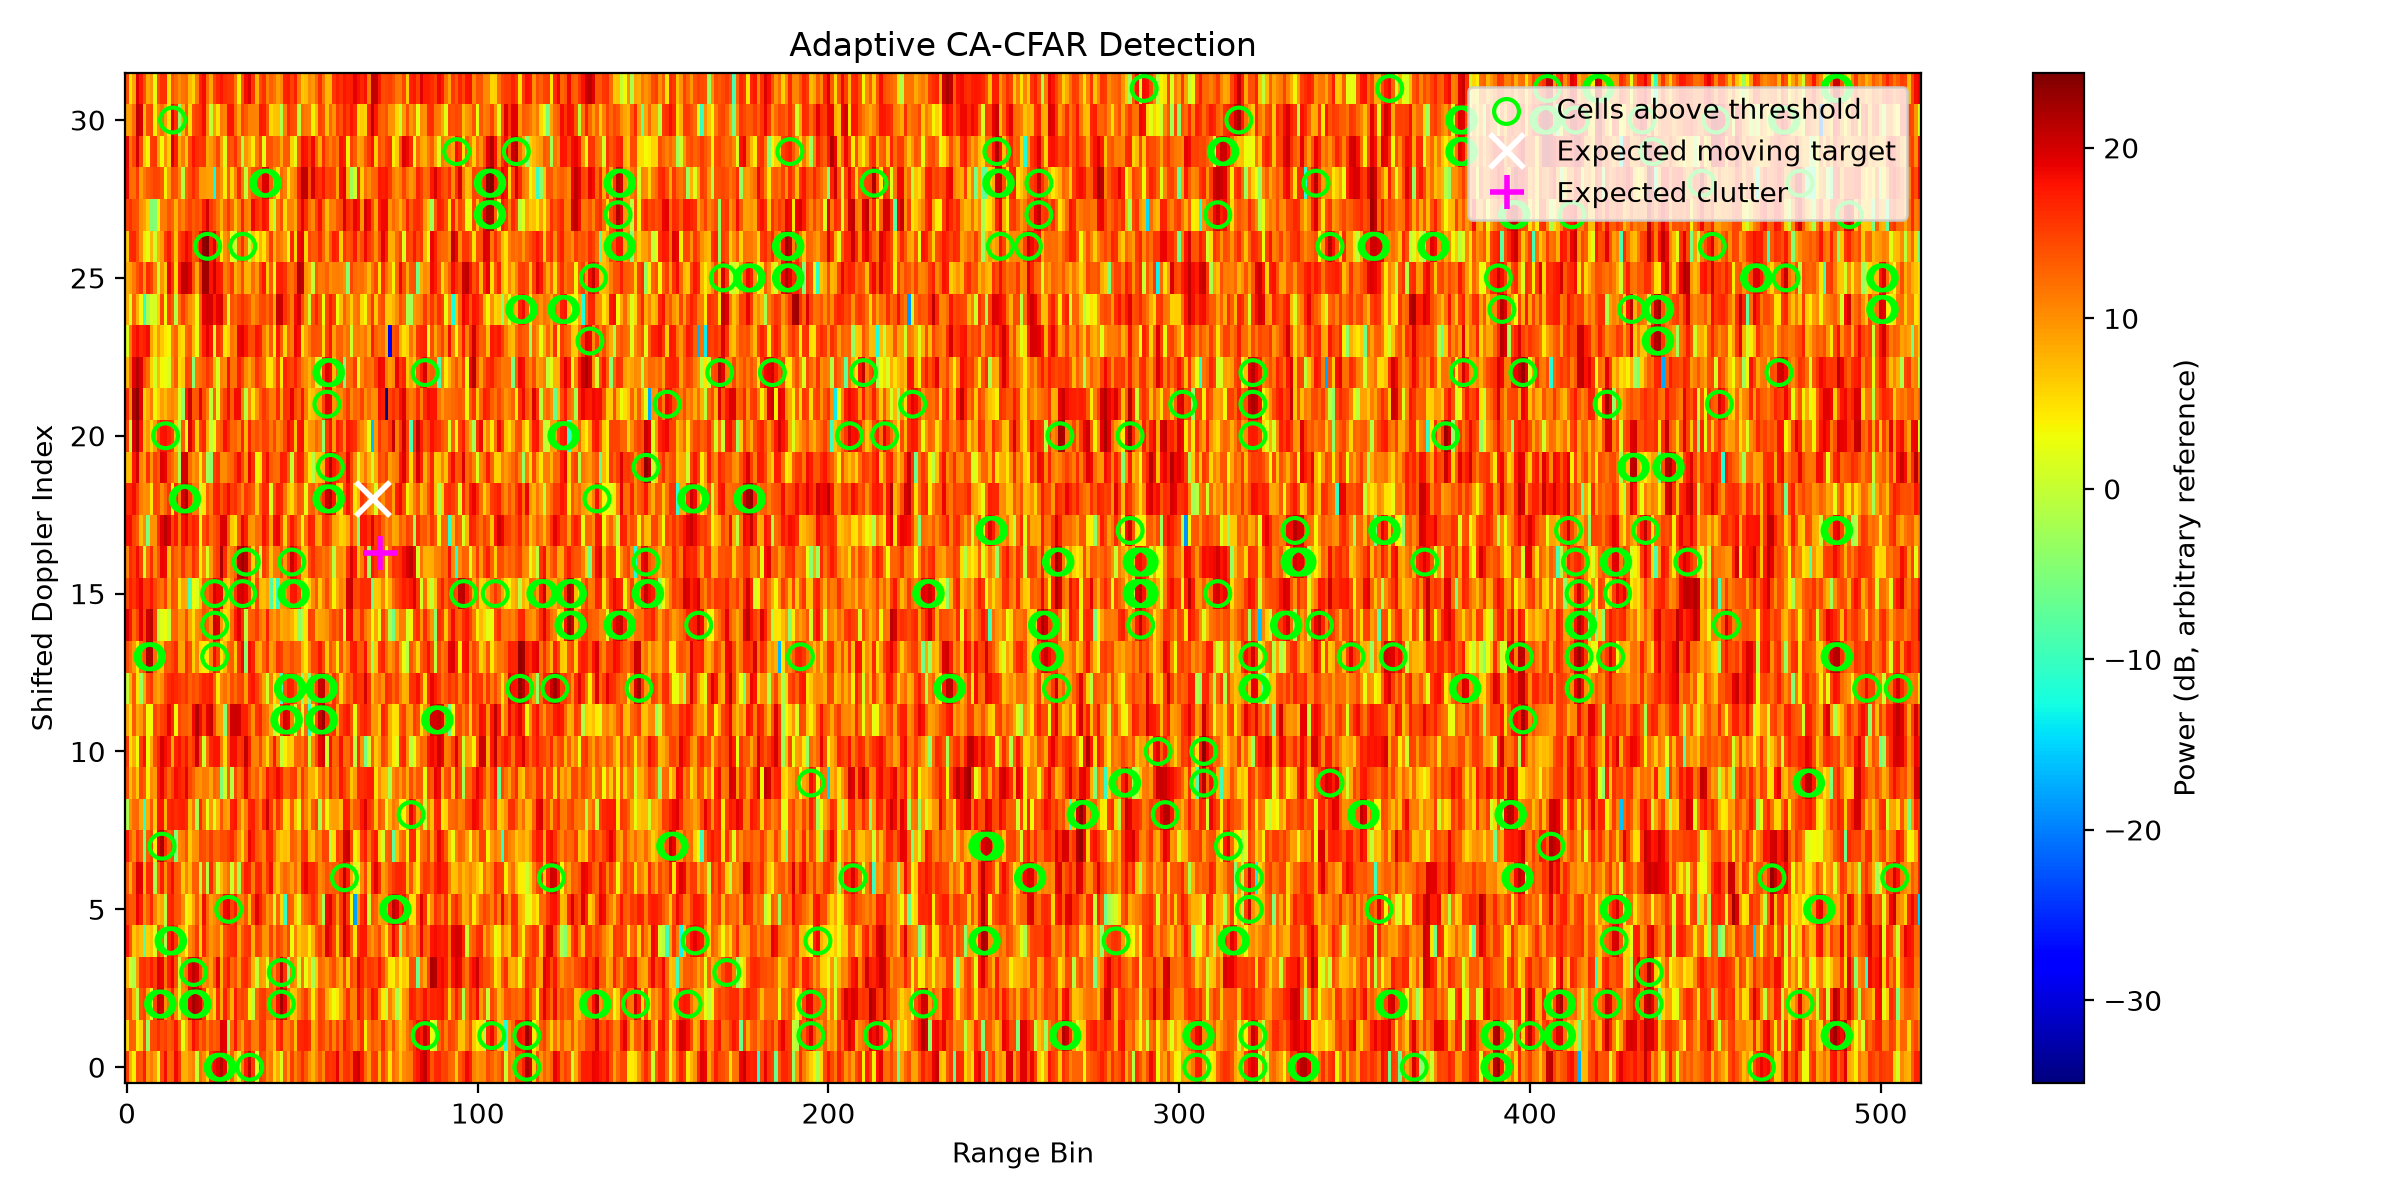 Adaptive CA-CFAR Detection
Cells above threshold
Expected moving target
Expected clutter
Shifted Doppler Index
30
25
20
15
10
5
0
0 100 200 300 400 500
Range Bin
20
10
0
−10
−20
−30
Power (dB, arbitrary reference)